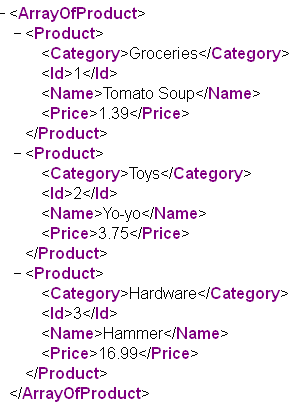 − <ArrayOfProduct>
− <Product>
<Category>Groceries</Category>
<Id>1</Id>
<Name>Tomato Soup</Name>
<Price>1.39</Price>
</Product>
− <Product>
<Category>Toys</Category>
<Id>2</Id>
<Name>Yo-yo</Name>
<Price>3.75</Price>
</Product>
− <Product>
<Category>Hardware</Category>
<Id>3</Id>
<Name>Hammer</Name>
<Price>16.99</Price>
</Product>
</ArrayOfProduct>